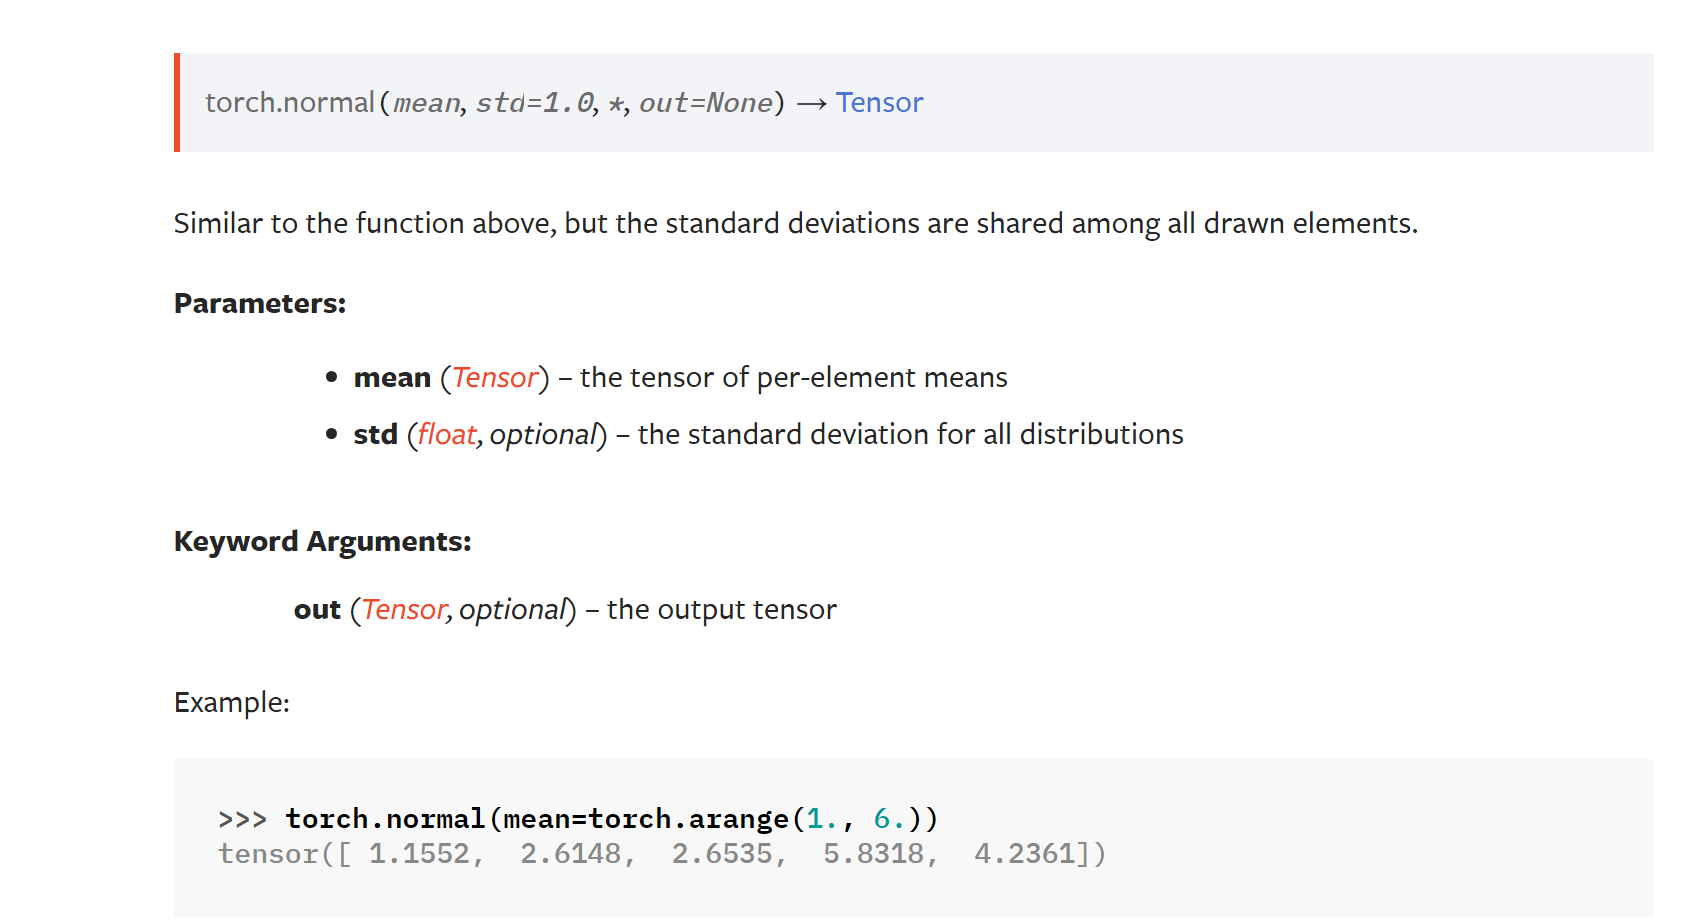 torch.normal(mean, std=1.0, *, out=None) → Tensor
Similar to the function above, but the standard deviations are shared among all drawn elements.
Parameters:
• mean (Tensor) – the tensor of per-element means
• std (float, optional) – the standard deviation for all distributions
Keyword Arguments:
out (Tensor, optional) – the output tensor
Example:
>>> torch.normal(mean=torch.arange(1., 6.))
tensor([ 1.1552,  2.6148,  2.6535,  5.8318,  4.2361])